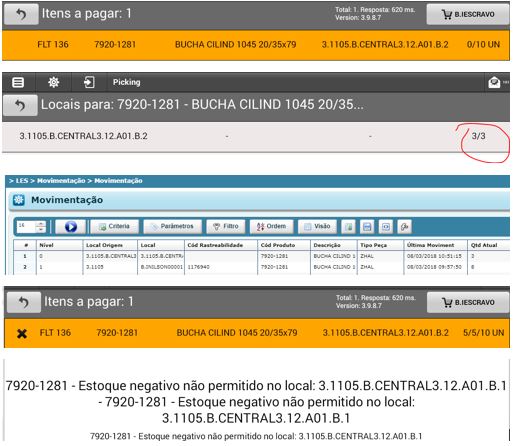 Itens a pagar: 1
Total: 1. Resposta: 620 ms.
Version: 3.9.8.7
B.IESCRAVO
FLT 136 7920-1281 BUCHA CILIND 1045 20/35x79 3.1105.B.CENTRAL3.12.A01.B.2 0/10 UN
Picking
Locais para: 7920-1281 - BUCHA CILIND 1045 20/35...
3.1105.B.CENTRAL3.12.A01.B.2 - - 3/3
> LES > Movimentação > Movimentação
Movimentação
16 Criteria Parâmetros Filtro Ordem Visão
# Nível Local Origem Local Cód Rastreabilidade Cód Produto Descrição Tipo Peça Última Moviment Qtd Atual
1 0 3.1105.B.CENTRAL3 3.1105.B.CENTRA 7920-1281 BUCHA CILIND 1 ZHAL 08/03/2018 10:51:15 3
2 1 3.1105 B.INILSON00001 1176940 7920-1281 BUCHA CILIND 1 ZHAL 08/03/2018 09:57:50 6
Itens a pagar: 1
Total: 1. Resposta: 620 ms.
Version: 3.9.8.7
B.IESCRAVO
FLT 136 7920-1281 BUCHA CILIND 1045 20/35x79 3.1105.B.CENTRAL3.12.A01.B.2 5/5/10 UN
7920-1281 - Estoque negativo não permitido no local: 3.1105.B.CENTRAL3.12.A01.B.1
- 7920-1281 - Estoque negativo não permitido no local:
3.1105.B.CENTRAL3.12.A01.B.1
7920-1281 - Estoque negativo não permitido no local: 3.1105.B.CENTRAL3.12.A01.B.1